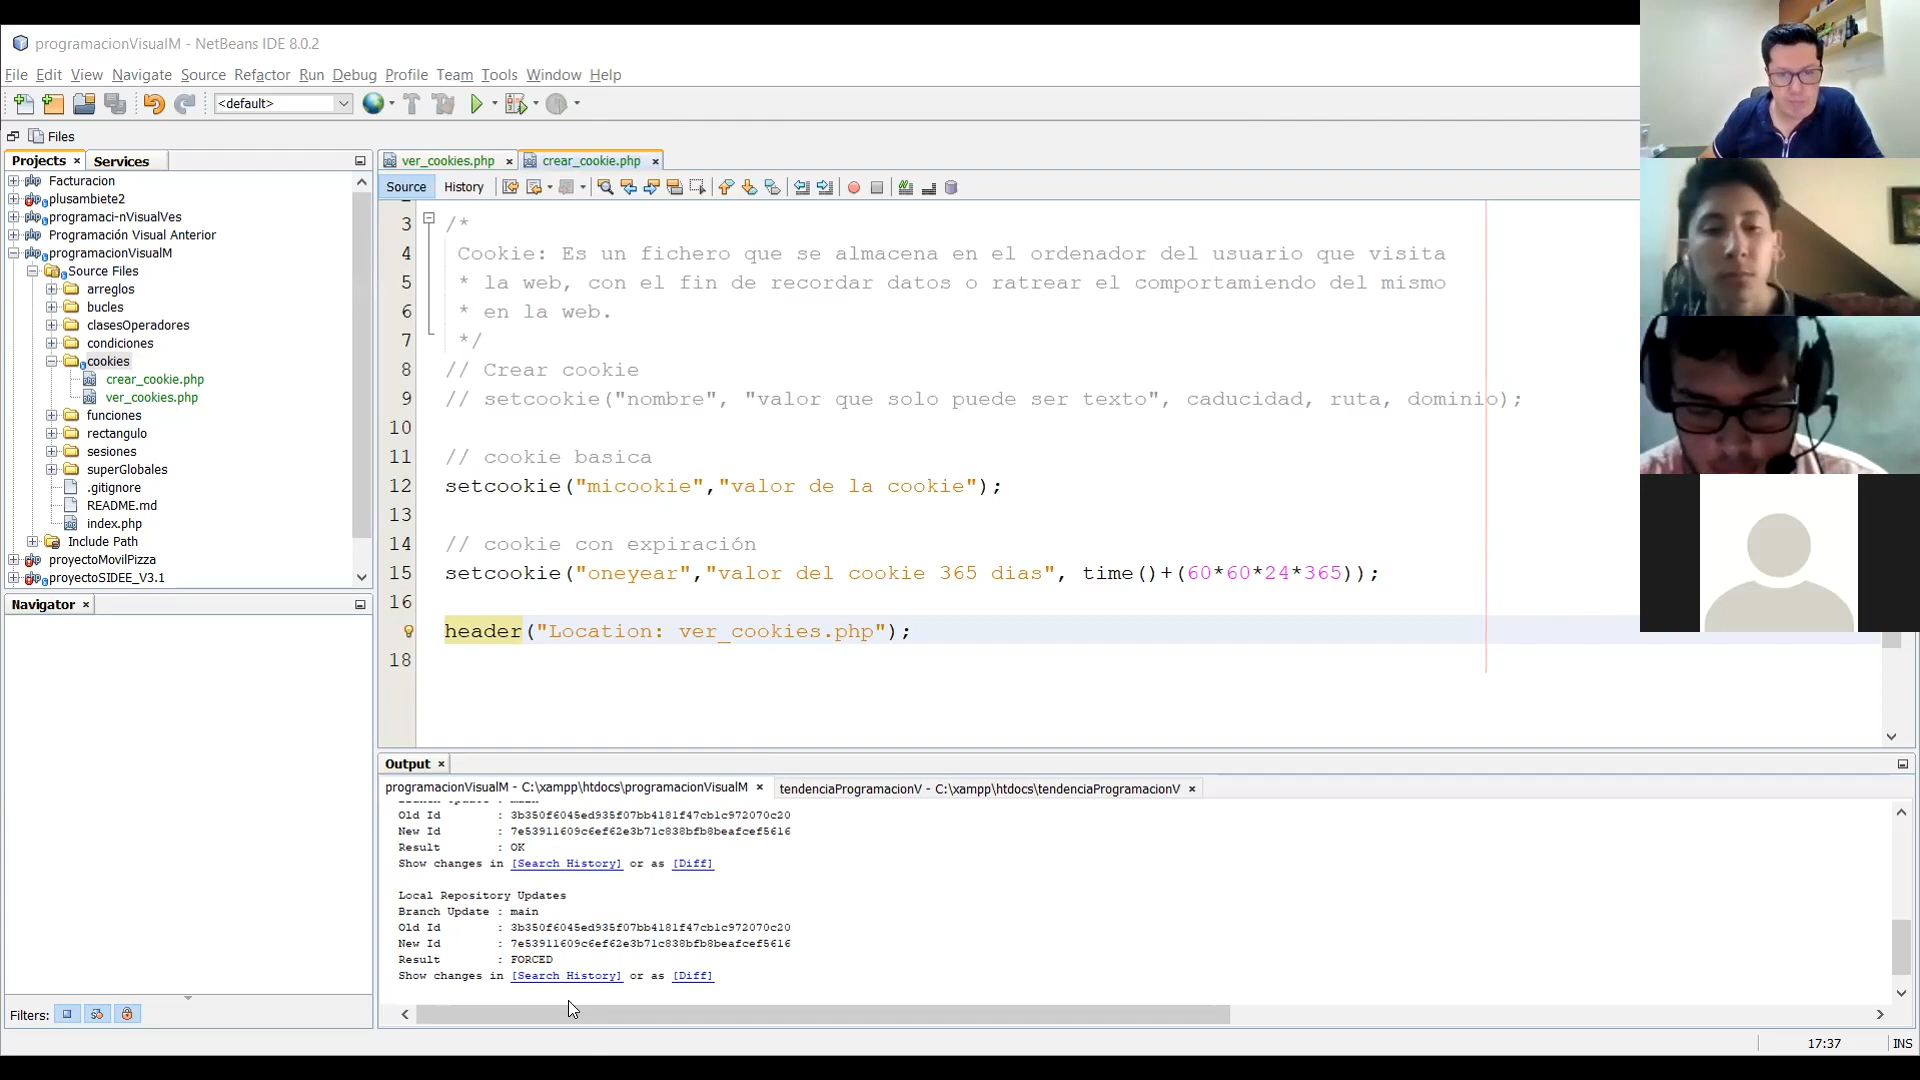 programacionVisualM - NetBeans IDE 8.0.2
File Edit View Navigate Source Refactor Run Debug Profile Team Tools Window Help
<default>
Files
Projects Services
Facturacion
plusambiete2
programaci-nVisualVes
Programación Visual Anterior
programacionVisualM
Source Files
arreglos
bucles
clasesOperadores
condiciones
cookies
crear_cookie.php
ver_cookies.php
funciones
rectangulo
sesiones
superGlobales
.gitignore
README.md
index.php
Include Path
proyectoMovilPizza
proyectoSIDEE_V3.1
Navigator
Filters:
ver_cookies.php crear_cookie.php
Source History
3 /*
4 Cookie: Es un fichero que se almacena en el ordenador del usuario que visita
5 * la web, con el fin de recordar datos o ratrear el comportamiendo del mismo
6 * en la web.
7 */
8 // Crear cookie
9 // setcookie("nombre", "valor que solo puede ser texto", caducidad, ruta, dominio);
10
11 // cookie basica
12 setcookie("micookie","valor de la cookie");
13
14 // cookie con expiración
15 setcookie("oneyear","valor del cookie 365 dias", time()+(60*60*24*365));
16
header("Location: ver_cookies.php");
18
Output
programacionVisualM - C:\xampp\htdocs\programacionVisualM tendenciaProgramacionV - C:\xampp\htdocs\tendenciaProgramacionV
Branch Update : main
Old Id : 3b350f6045ed935f07bb4181f47cb1c972070c20
New Id : 7e53911609c6ef62e3b71c838bfb8beafcef5616
Result : OK
Show changes in [Search History] or as [Diff]
Local Repository Updates
Branch Update : main
Old Id : 3b350f6045ed935f07bb4181f47cb1c972070c20
New Id : 7e53911609c6ef62e3b71c838bfb8beafcef5616
Result : FORCED
Show changes in [Search History] or as [Diff]
17:37 INS